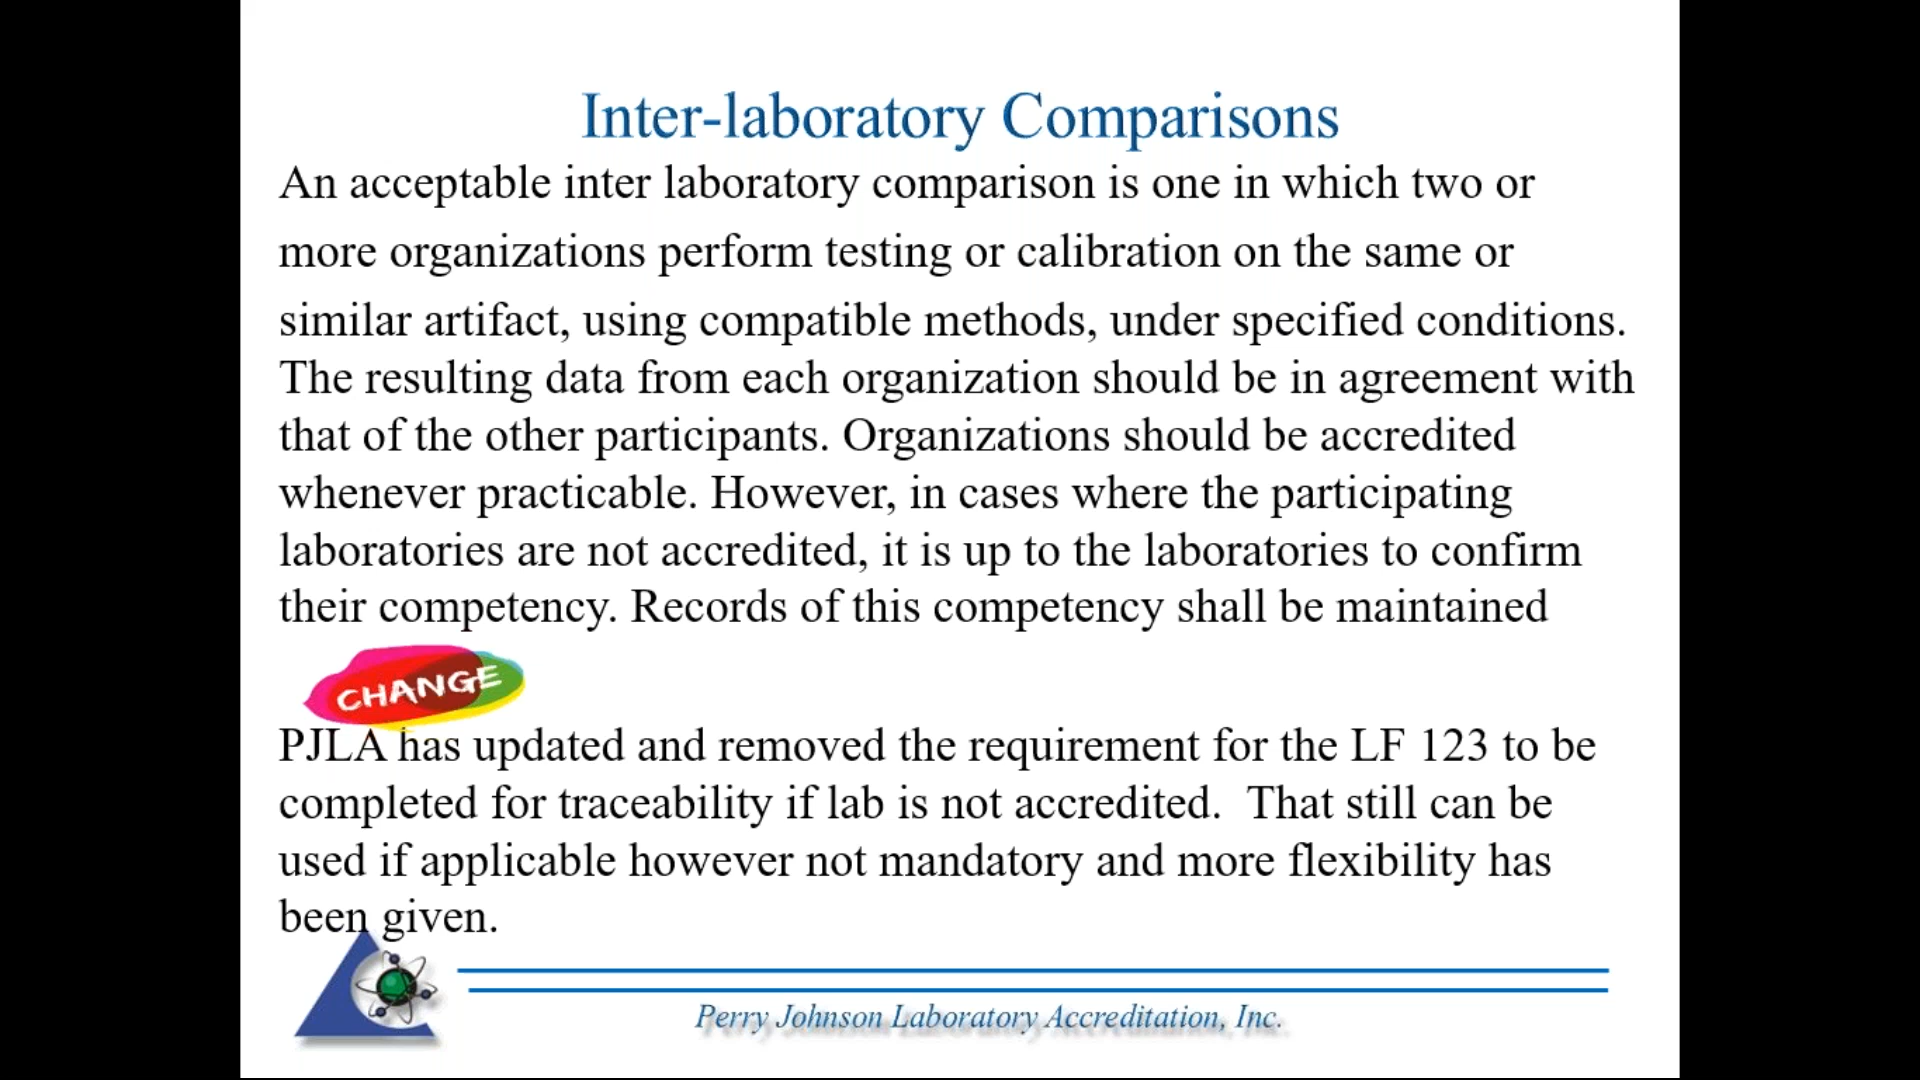 Inter-laboratory Comparisons
An acceptable inter laboratory comparison is one in which two or
more organizations perform testing or calibration on the same or
similar artifact, using compatible methods, under specified conditions.
The resulting data from each organization should be in agreement with
that of the other participants. Organizations should be accredited
whenever practicable. However, in cases where the participating
laboratories are not accredited, it is up to the laboratories to confirm
their competency. Records of this competency shall be maintained
CHANGE
PJLA has updated and removed the requirement for the LF 123 to be
completed for traceability if lab is not accredited.  That still can be
used if applicable however not mandatory and more flexibility has
been given.
Perry Johnson Laboratory Accreditation, Inc.